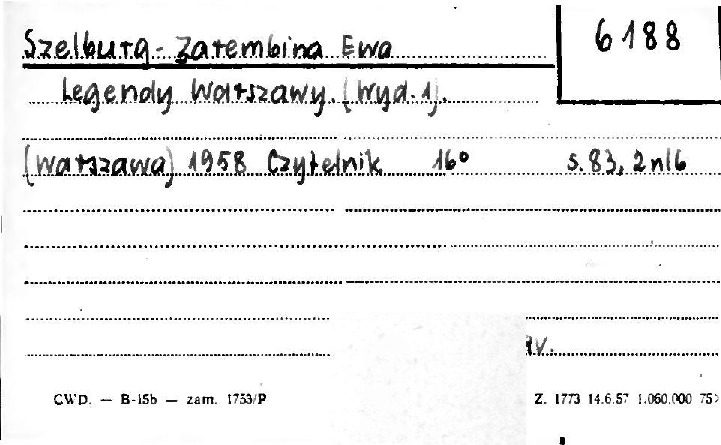 Szelburg-Zarembina Ewa
6188
Legendy Warszawy. [Wyd.1].
[Warszawa] 1958 Czytelnik 16° s.83, 2 nlb
CWD. — B-15b — zam. 1753/P
Z. 1773 14.6.57 1.060.000 75